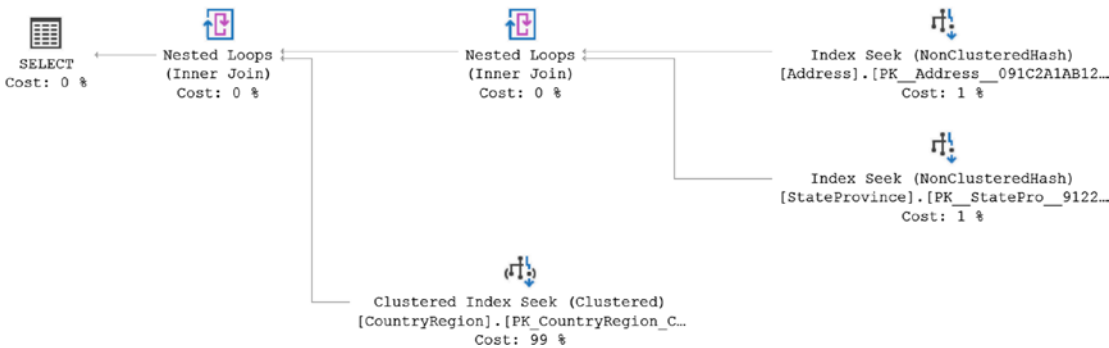 SELECT
Cost: 0 %
Nested Loops
(Inner Join)
Cost: 0 %
Nested Loops
(Inner Join)
Cost: 0 %
Index Seek (NonClusteredHash)
[Address].[PK__Address__091C2A1AB12…
Cost: 1 %
Index Seek (NonClusteredHash)
[StateProvince].[PK__StatePro__9122…
Cost: 1 %
Clustered Index Seek (Clustered)
[CountryRegion].[PK_CountryRegion_C…
Cost: 99 %